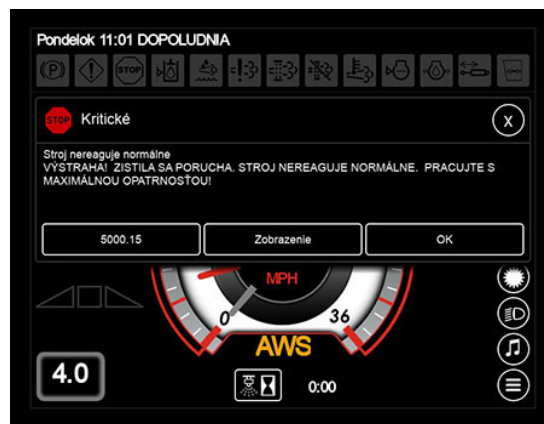 Pondelok 11:01 DOPOLUDNIA
STOP
STOP Kritické X
Stroj nereaguje normálne
VÝSTRAHA! ZISTILA SA PORUCHA. STROJ NEREAGUJE NORMÁLNE. PRACUJTE S
MAXIMÁLNOU OPATRNOSŤOU!
5000.15 Zobrazenie OK
MPH
0 36
AWS
4.0 0:00